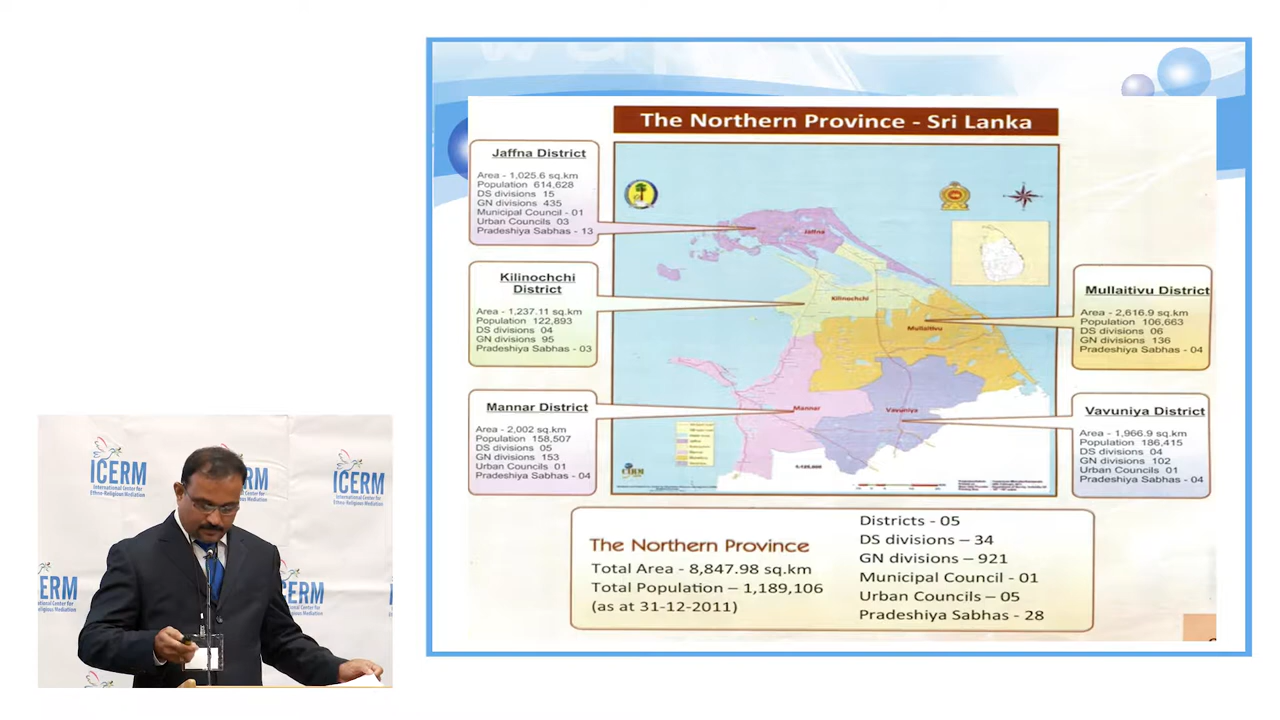 The Northern Province - Sri Lanka
Jaffna District
Area - 1,025.6 sq.km
Population 614,628
DS divisions 15
GN divisions 435
Municipal Council - 01
Urban Councils 03
Pradeshiya Sabhas - 13
Kilinochchi
District
Area - 1,237.11 sq.km
Population 122,893
DS divisions 04
GN divisions 95
Pradeshiya Sabhas - 03
Mannar District
Area - 2,002 sq.km
Population 158,507
DS divisions 05
GN divisions 153
Urban Councils 01
Pradeshiya Sabhas - 04
Jaffna
Kilinochchi
Mullaitivu
Mannar
Vavuniya
Mullaitivu District
Area - 2,616.9 sq.km
Population 106,663
DS divisions 06
GN divisions 136
Pradeshiya Sabhas - 04
Vavuniya District
Area - 1,966.9 sq.km
Population 186,415
DS divisions 04
GN divisions 102
Urban Councils 01
Pradeshiya Sabhas - 04
The Northern Province
Total Area - 8,847.98 sq.km
Total Population – 1,189,106
(as at 31-12-2011)
Districts - 05
DS divisions – 34
GN divisions – 921
Municipal Council - 01
Urban Councils – 05
Pradeshiya Sabhas - 28
ICERM
International Center for
Ethno-Religious Mediation
ICERM
International Center for
Ethno-Religious Mediation
ICERM
ICERM